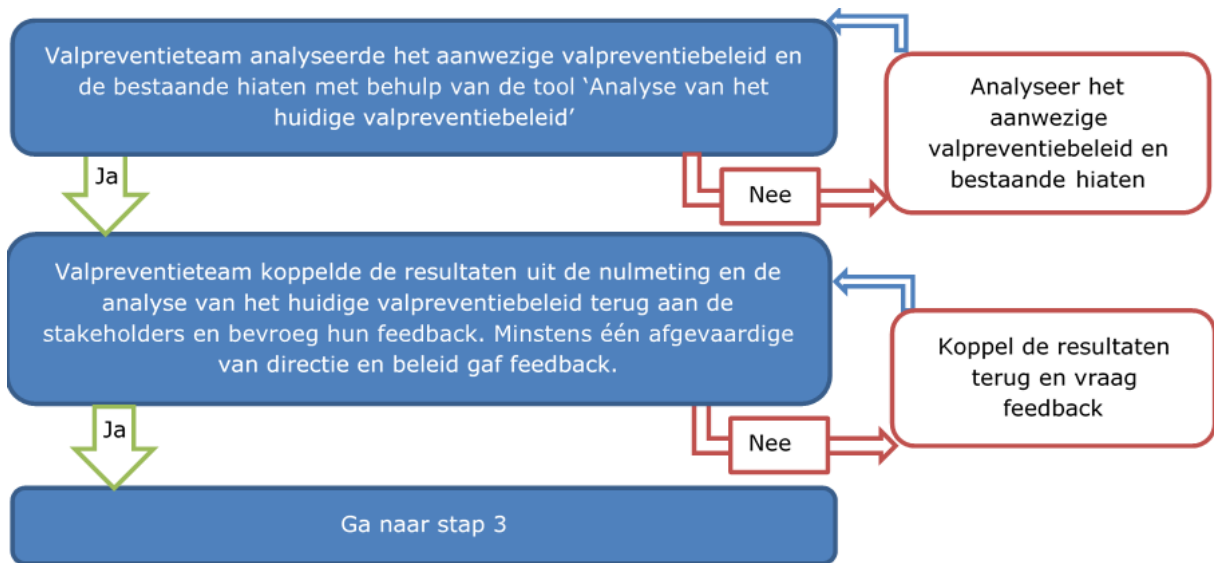 Valpreventieteam analyseerde het aanwezige valpreventiebeleid en
de bestaande hiaten met behulp van de tool ‘Analyse van het
huidige valpreventiebeleid’
Analyseer het
aanwezige
valpreventiebeleid en
bestaande hiaten
Ja
Nee
Valpreventieteam koppelde de resultaten uit de nulmeting en de
analyse van het huidige valpreventiebeleid terug aan de
stakeholders en bevroeg hun feedback. Minstens één afgevaardige
van directie en beleid gaf feedback.
Koppel de resultaten
terug en vraag
feedback
Ja
Nee
Ga naar stap 3